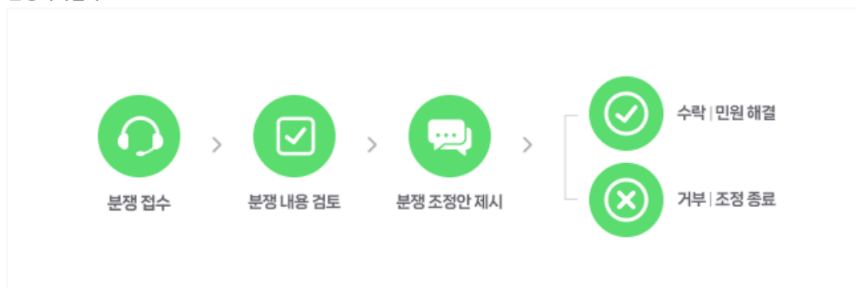 분쟁 접수
분쟁 내용 검토
분쟁 조정안 제시
수락 | 민원 해결
거부 | 조정 종료